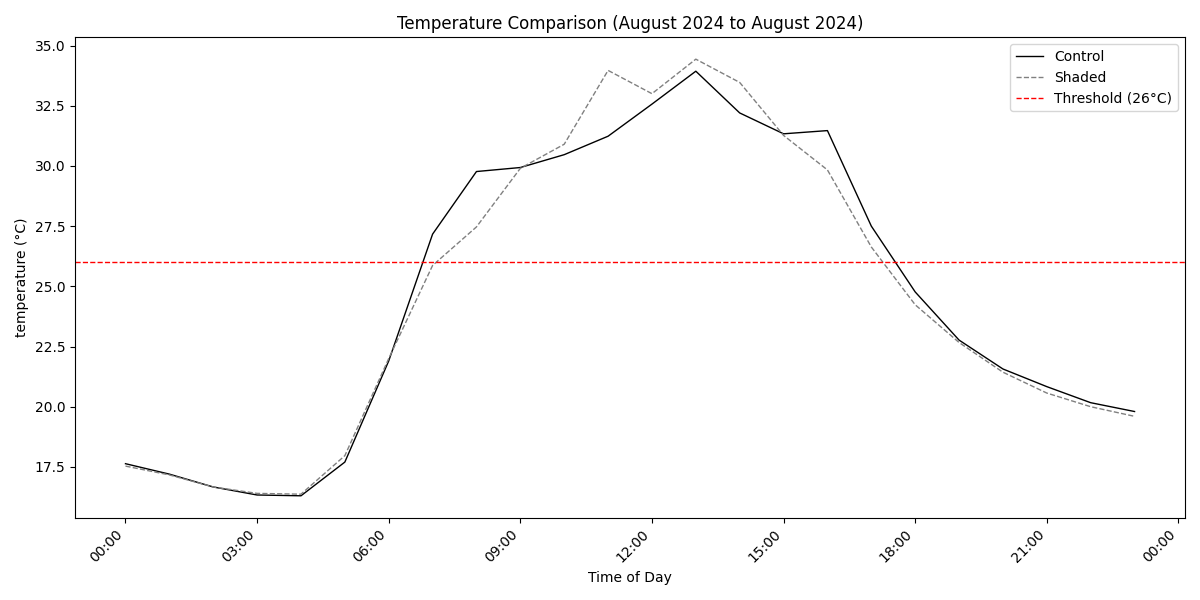 Temperature Comparison (August 2024 to August 2024)
35.0
32.5
30.0
27.5
25.0
22.5
20.0
17.5
temperature (°C)
Control
Shaded
Threshold (26°C)
00:00
03:00
06:00
09:00
12:00
15:00
18:00
21:00
00:00
Time of Day